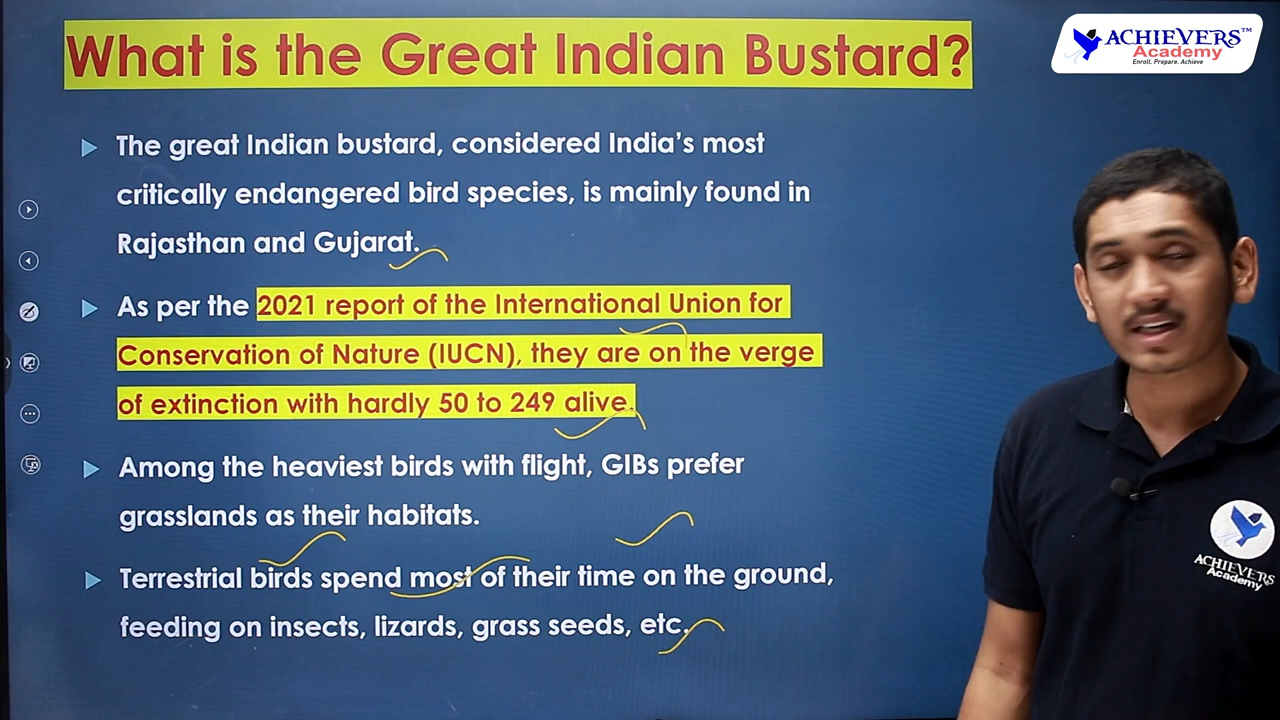 What is the Great Indian Bustard?
ACHIEVERS™
Academy
Enroll. Prepare. Achieve
The great Indian bustard, considered India's most
critically endangered bird species, is mainly found in
Rajasthan and Gujarat.
As per the 2021 report of the International Union for
Conservation of Nature (IUCN), they are on the verge
of extinction with hardly 50 to 249 alive.
Among the heaviest birds with flight, GIBs prefer
grasslands as their habitats.
Terrestrial birds spend most of their time on the ground,
feeding on insects, lizards, grass seeds, etc.
ACHIEVERS
Academy